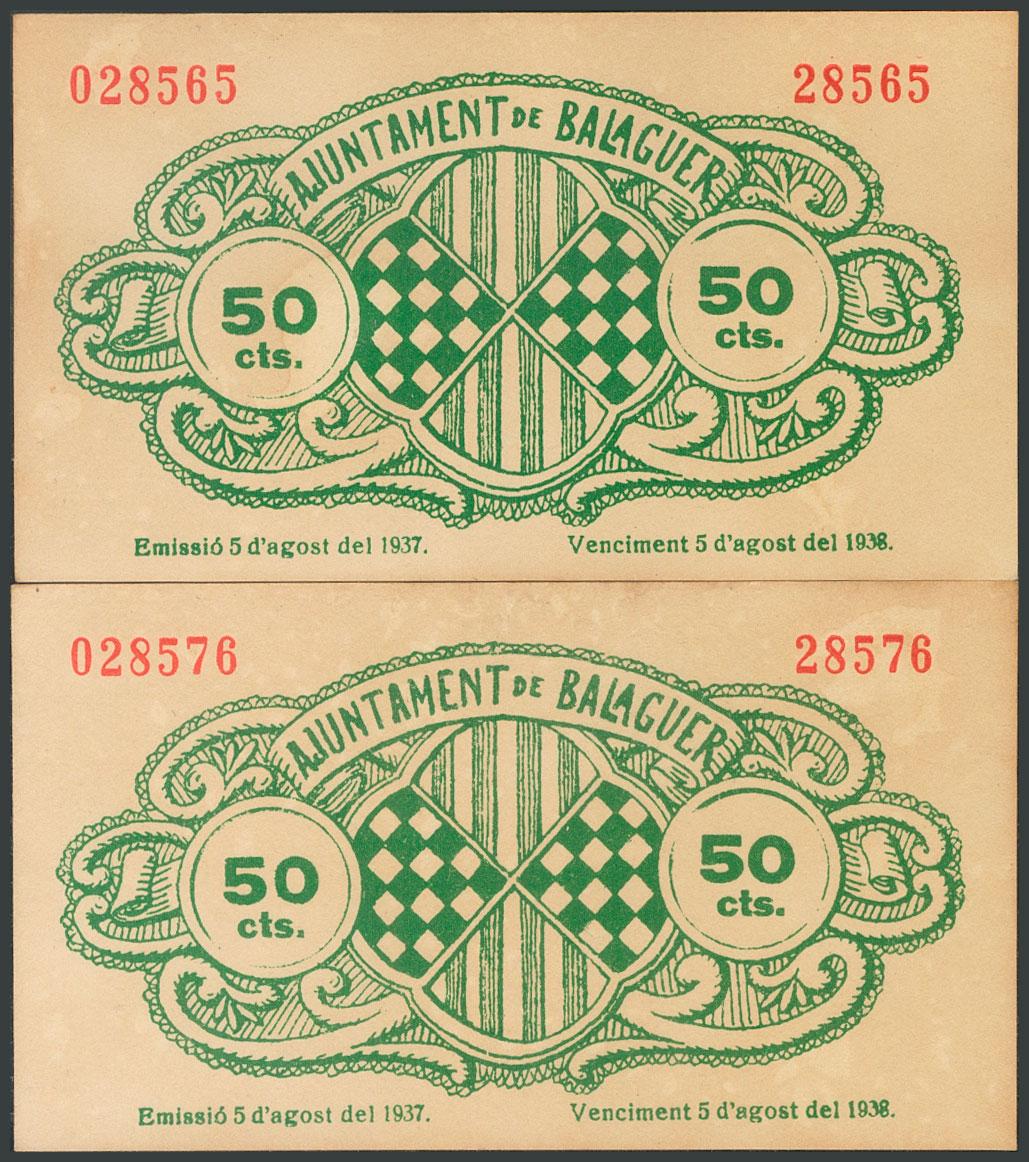 028565 28565
AJUNTAMENT DE BALAGUER
50 cts. 50 cts.
Emissió 5 d'agost del 1937. Venciment 5 d'agost del 1938.
028576 28576
AJUNTAMENT DE BALAGUER
50 cts. 50 cts.
Emissió 5 d'agost del 1937. Venciment 5 d'agost del 1938.